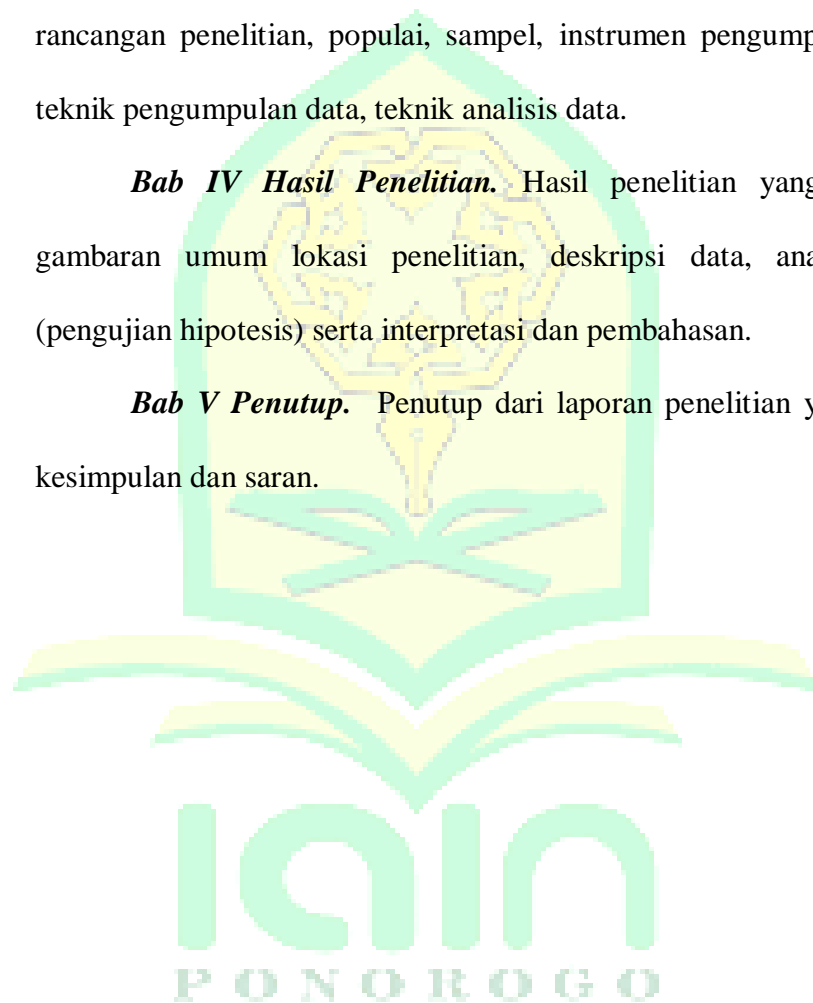 rancangan penelitian, populai, sampel, instrumen pengump
teknik pengumpulan data, teknik analisis data.
Bab IV Hasil Penelitian. Hasil penelitian yang
gambaran umum lokasi penelitian, deskripsi data, ana
(pengujian hipotesis) serta interpretasi dan pembahasan.
Bab V Penutup. Penutup dari laporan penelitian y
kesimpulan dan saran.
IAIN
PONOROGO